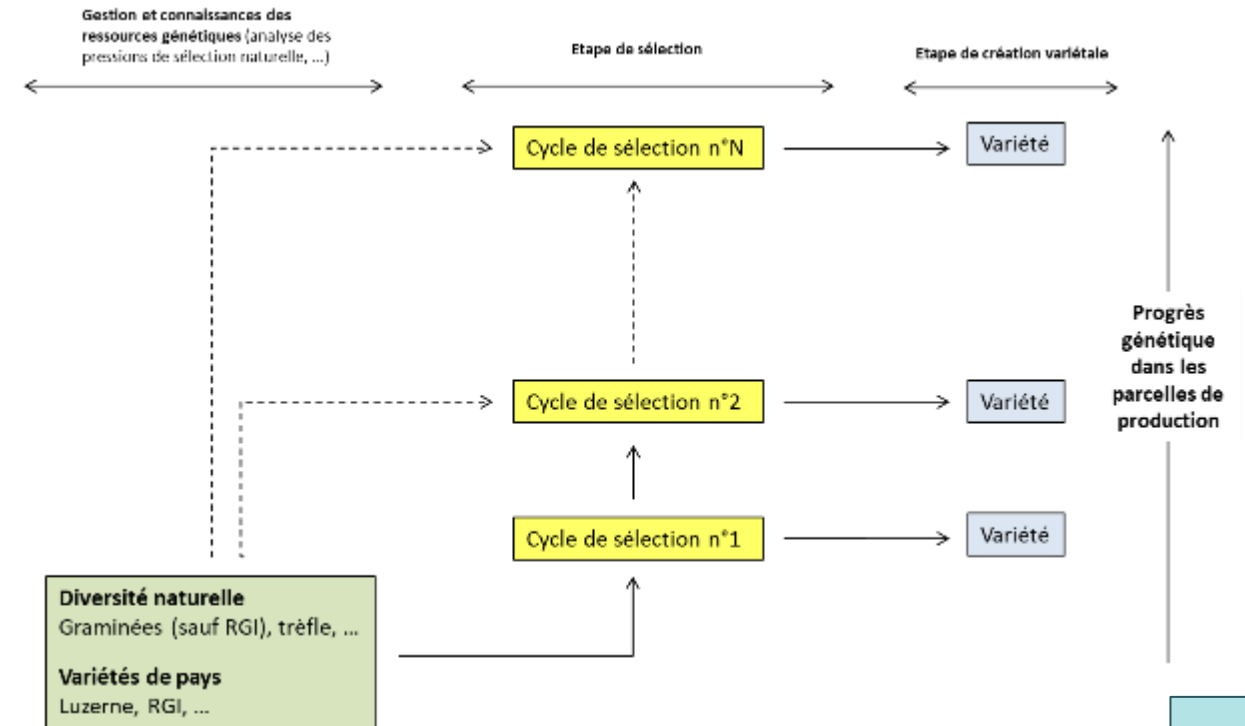 Gestion et connaissances des
ressources génétiques (analyse des
pressions de sélection naturelle, ...)
Etape de sélection
Etape de création variétale
Cycle de sélection n°N
Variété
Progrès
génétique
dans les
parcelles de
production
Cycle de sélection n°2
Variété
Cycle de sélection n°1
Variété
Diversité naturelle
Graminées (sauf RGI), trèfle, ...
Variétés de pays
Luzerne, RGI, ...